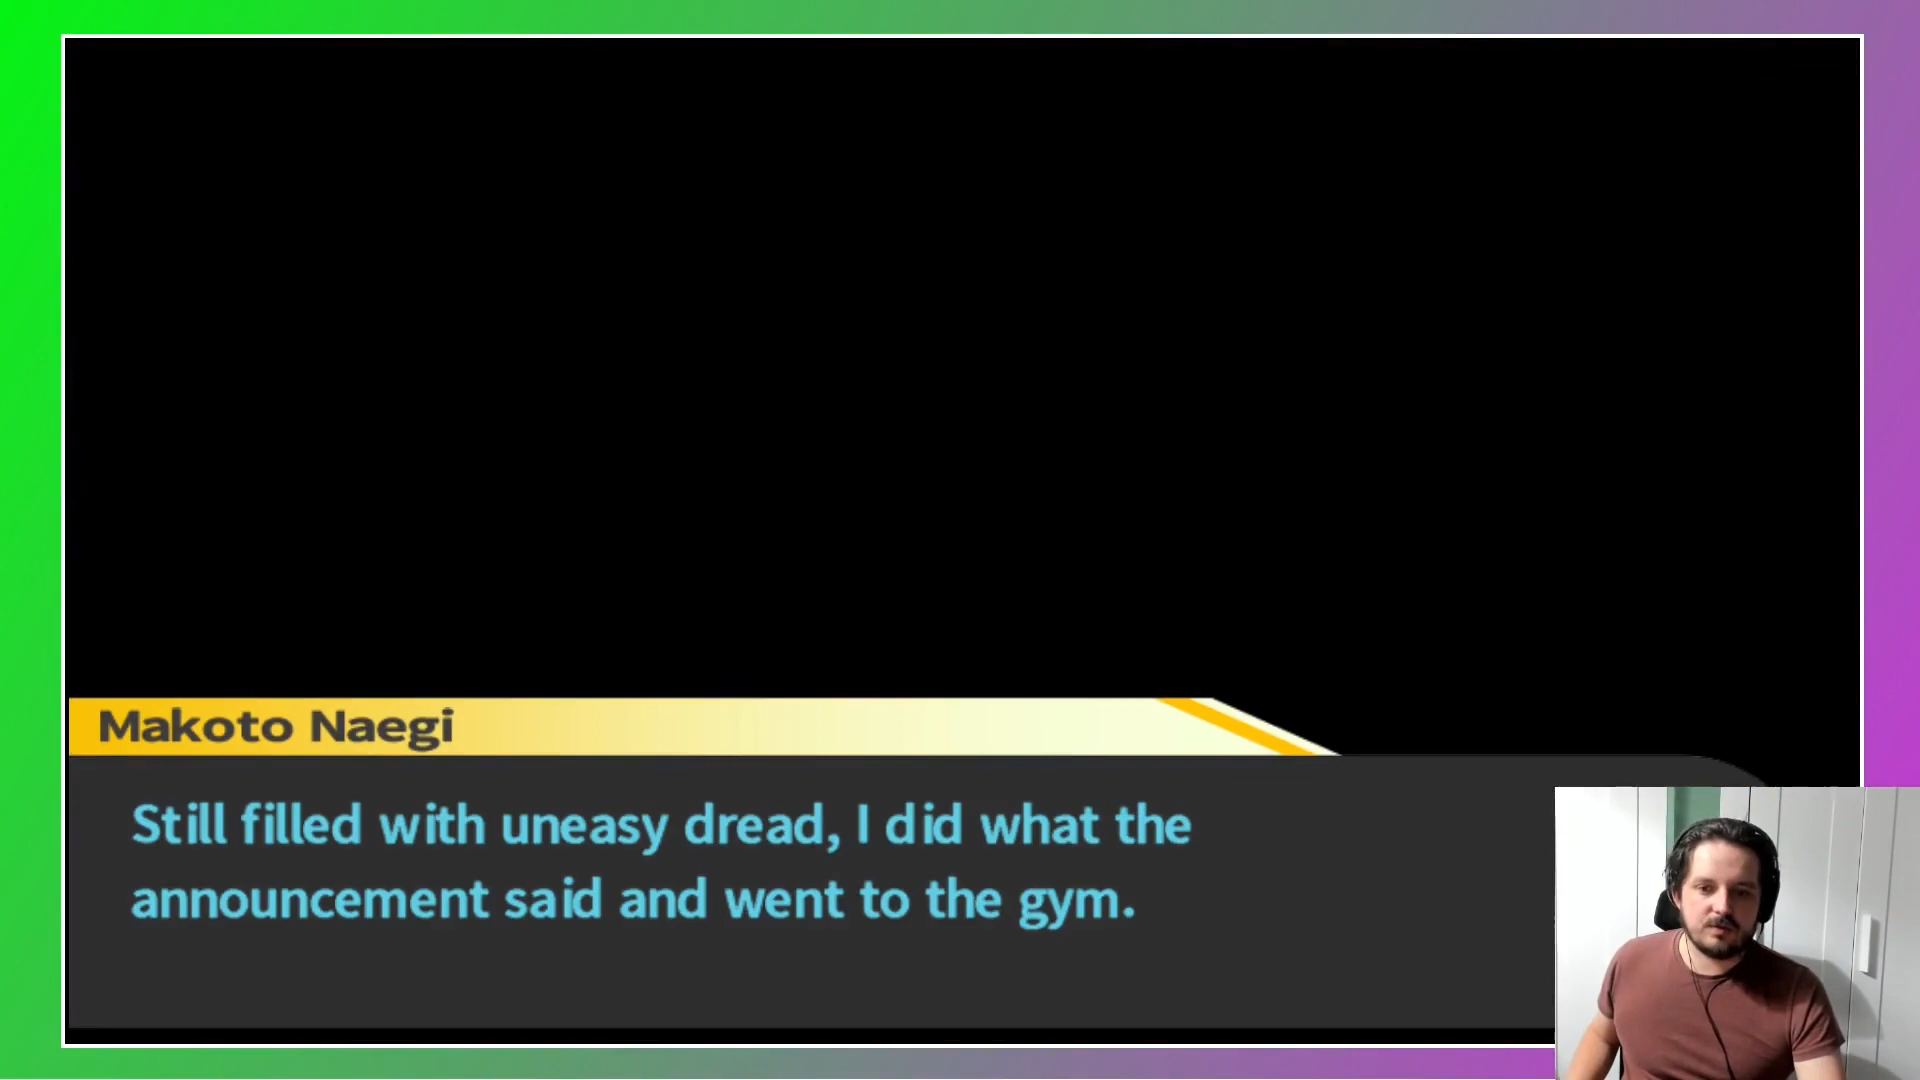 Makoto Naegi
Still filled with uneasy dread, I did what the
announcement said and went to the gym.